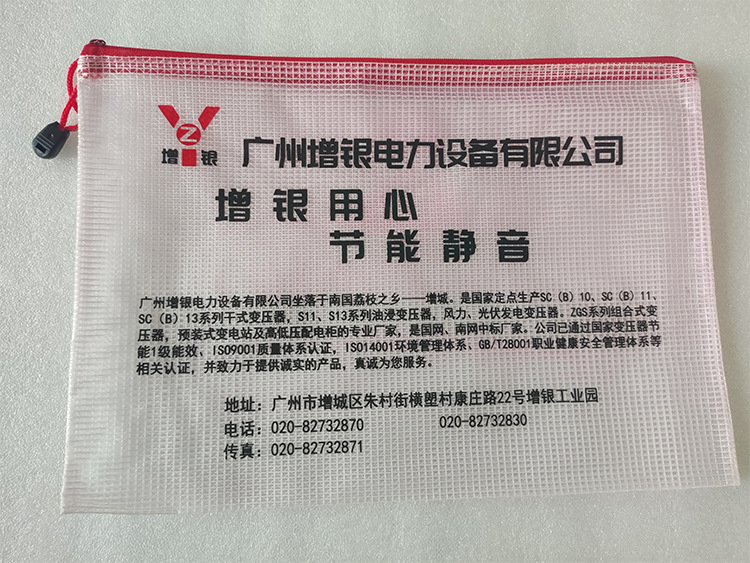 Z
增银
广州增银电力设备有限公司
增银用心
节能静音
广州增银电力设备有限公司坐落于南国荔枝之乡——增城。是国家定点生产SC（B）10、SC（B）11、
SC（B）13系列干式变压器，S11、S13系列油浸变压器，风力、光伏发电变压器。ZGS系列组合式变
压器，预装式变电站及高低压配电柜的专业厂家，是国网、南网中标厂家。公司已通过国家变压器节
能1级能效、ISO9001质量体系认证，ISO14001环境管理体系、GB/T28001职业健康安全管理体系等
相关认证，并致力于提供诚实的产品，真诚为您服务。
地址：广州市增城区朱村街横塱村康庄路22号增银工业园
电话：020-82732870 020-82732830
传真：020-82732871